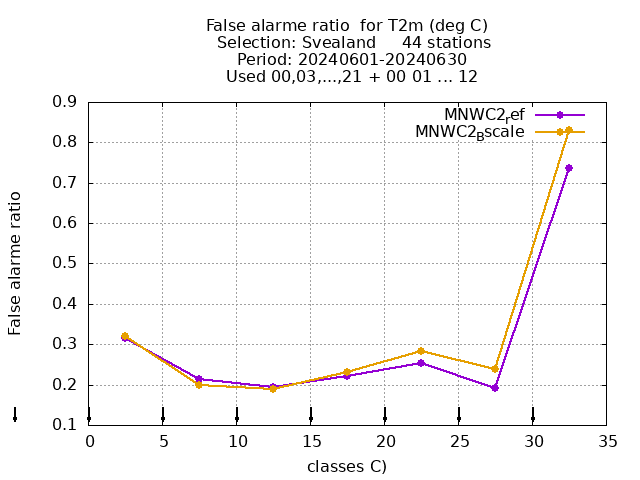 False alarme ratio  for T2m (deg C)
Selection: Svealand     44 stations
Period: 20240601-20240630
Used 00,03,...,21 + 00 01 ... 12
MNWC2ref
MNWC2Bscale
False alarme ratio
0.9
0.8
0.7
0.6
0.5
0.4
0.3
0.2
0.1
0 5 10 15 20 25 30 35
classes C)